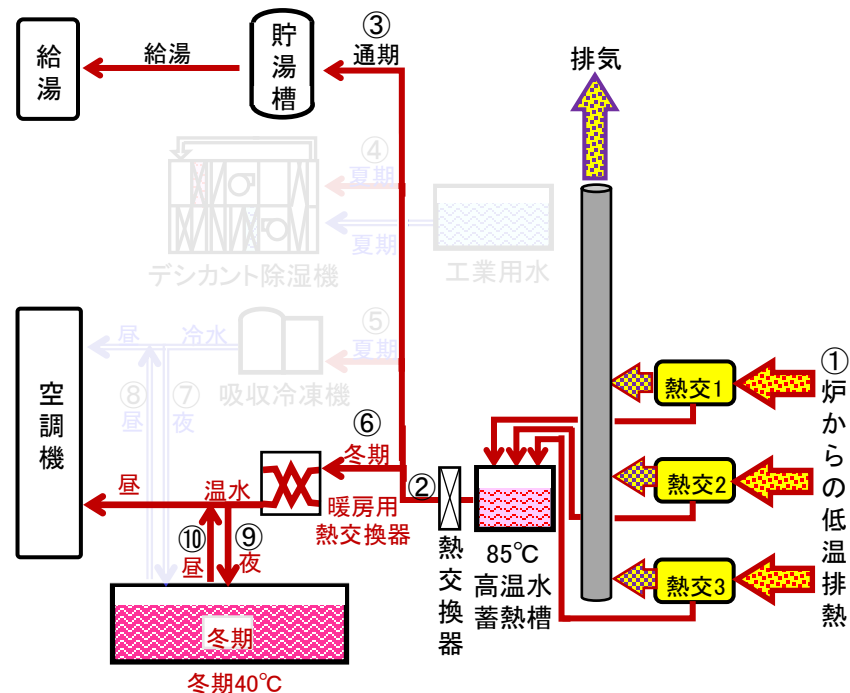 給湯
給湯
貯湯槽
③
通期
排気
④
夏期
夏期
デシカント除湿機
工業用水
昼
冷水
⑤
夏期
吸収冷凍機
⑧
昼
⑦
夜
空調機
熱交1
熱交2
熱交3
①炉からの低温排熱
⑥
冬期
②
昼
温水
暖房用
熱交換器
熱交換器
85℃
高温水
蓄熱槽
⑩
昼
⑨
夜
冬期
冬期40℃